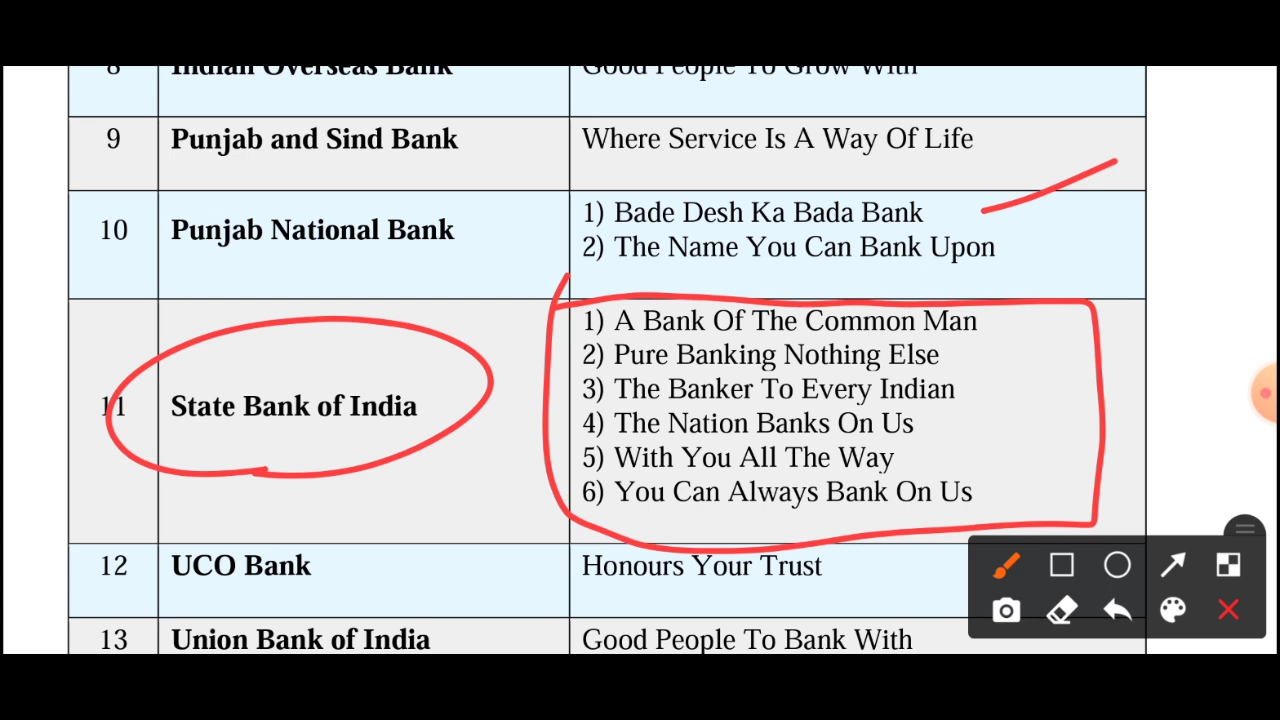 8 Indian Overseas Bank Good People To Grow With
9 Punjab and Sind Bank Where Service Is A Way Of Life
10 Punjab National Bank 1) Bade Desh Ka Bada Bank
2) The Name You Can Bank Upon
11 State Bank of India 1) A Bank Of The Common Man
2) Pure Banking Nothing Else
3) The Banker To Every Indian
4) The Nation Banks On Us
5) With You All The Way
6) You Can Always Bank On Us
12 UCO Bank Honours Your Trust
13 Union Bank of India Good People To Bank With